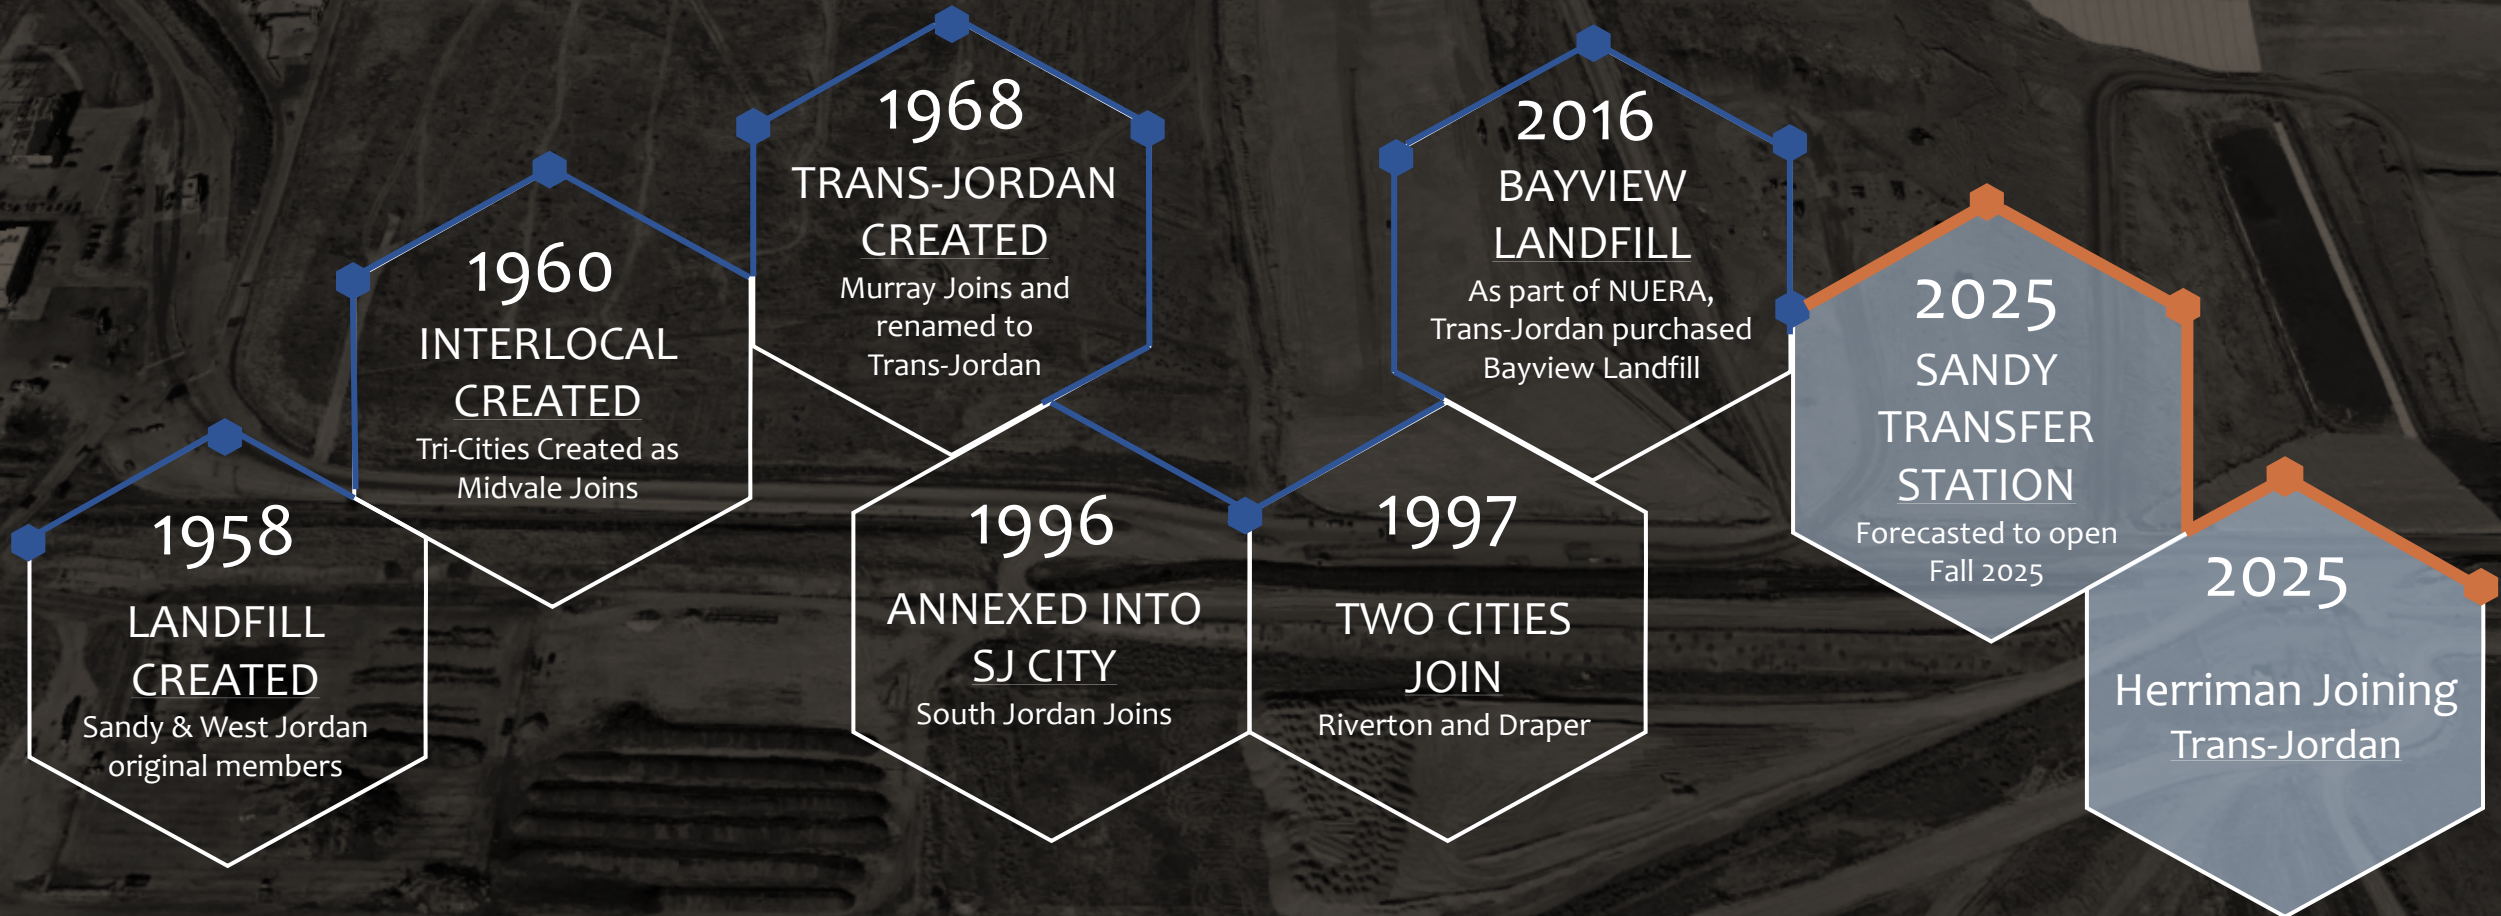 1958
LANDFILL
CREATED
Sandy & West Jordan
original members
1960
INTERLOCAL
CREATED
Tri-Cities Created as
Midvale Joins
1968
TRANS-JORDAN
CREATED
Murray Joins and
renamed to
Trans-Jordan
1996
ANNEXED INTO
SJ CITY
South Jordan Joins
1997
TWO CITIES
JOIN
Riverton and Draper
2016
BAYVIEW
LANDFILL
As part of NUERA,
Trans-Jordan purchased
Bayview Landfill
2025
SANDY
TRANSFER
STATION
Forecasted to open
Fall 2025
2025
Herriman Joining
Trans-Jordan